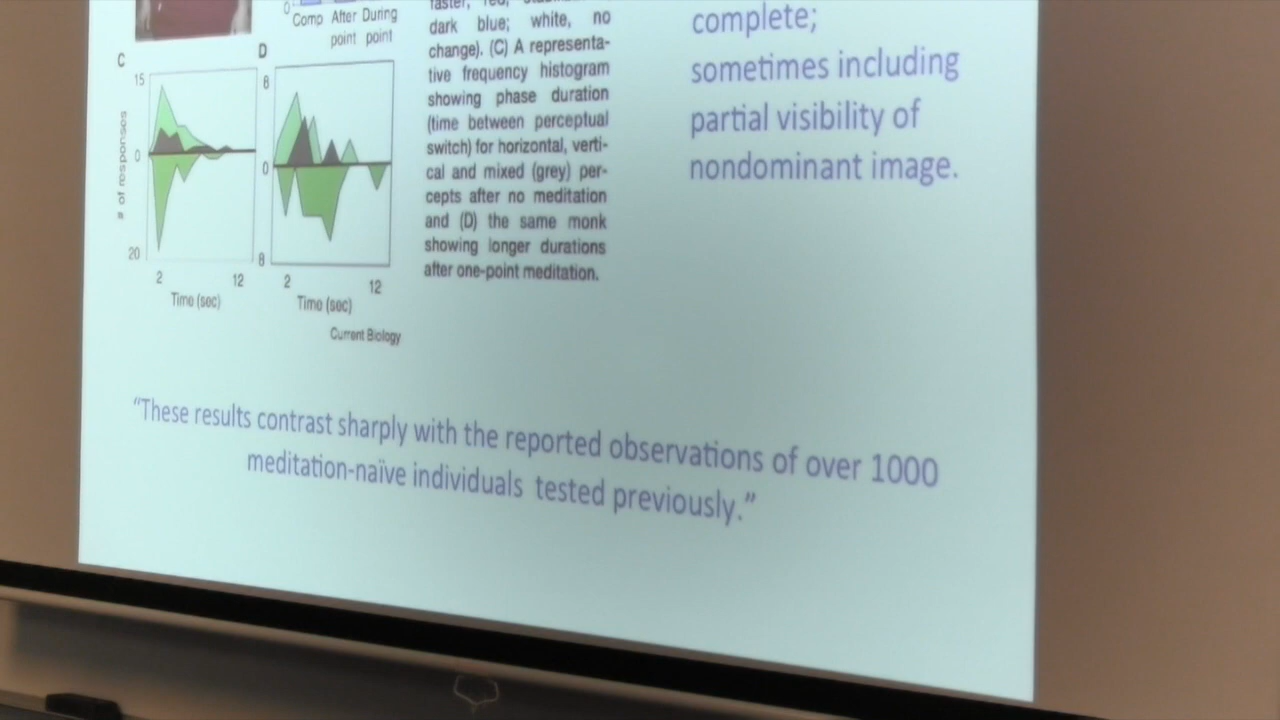 0
Comp After During
point point
C
D
15
0
20
# of responses
2 12
Time (sec)
8
0
8
2 12
Time (sec)
Current Biology
faster, red;
dark blue; white, no
change). (C) A representa-
tive frequency histogram
showing phase duration
(time between perceptual
switch) for horizontal, verti-
cal and mixed (grey) per-
cepts after no meditation
and (D) the same monk
showing longer durations
after one-point meditation.
complete;
sometimes including
partial visibility of
nondominant image.
“These results contrast sharply with the reported observations of over 1000
meditation-naïve individuals tested previously.”